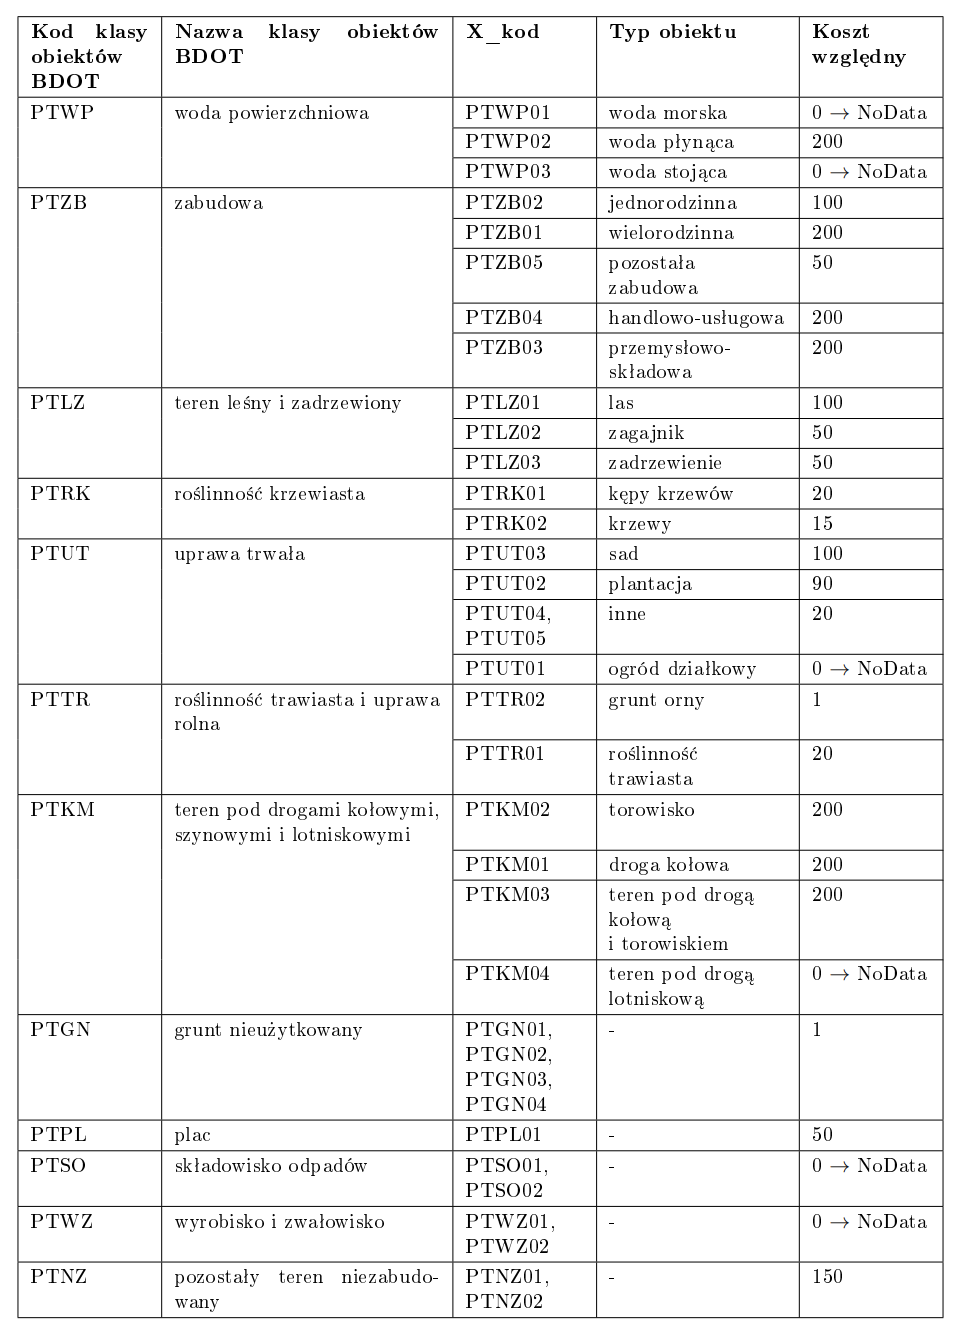 Kod klasy obiektów BDOT | Nazwa klasy obiektów BDOT | X_kod | Typ obiektu | Koszt względny
PTWP | woda powierzchniowa | PTWP01 | woda morska | 0 → NoData
PTWP02 | woda płynąca | 200
PTWP03 | woda stojąca | 0 → NoData
PTZB | zabudowa | PTZB02 | jednorodzinna | 100
PTZB01 | wielorodzinna | 200
PTZB05 | pozostała zabudowa | 50
PTZB04 | handlowo-usługowa | 200
PTZB03 | przemysłowo-składowa | 200
PTLZ | teren leśny i zadrzewiony | PTLZ01 | las | 100
PTLZ02 | zagajnik | 50
PTLZ03 | zadrzewienie | 50
PTRK | roślinność krzewiasta | PTRK01 | kępy krzewów | 20
PTRK02 | krzewy | 15
PTUT | uprawa trwała | PTUT03 | sad | 100
PTUT02 | plantacja | 90
PTUT04, PTUT05 | inne | 20
PTUT01 | ogród działkowy | 0 → NoData
PTTR | roślinność trawiasta i uprawa rolna | PTTR02 | grunt orny | 1
PTTR01 | roślinność trawiasta | 20
PTKM | teren pod drogami kołowymi, szynowymi i lotniskowymi | PTKM02 | torowisko | 200
PTKM01 | droga kołowa | 200
PTKM03 | teren pod drogą kołową i torowiskiem | 200
PTKM04 | teren pod drogą lotniskową | 0 → NoData
PTGN | grunt nieużytkowany | PTGN01, PTGN02, PTGN03, PTGN04 | - | 1
PTPL | plac | PTPL01 | - | 50
PTSO | składowisko odpadów | PTSO01, PTSO02 | - | 0 → NoData
PTWZ | wyrobisko i zwałowisko | PTWZ01, PTWZ02 | - | 0 → NoData
PTNZ | pozostały teren niezabudowany | PTNZ01, PTNZ02 | - | 150